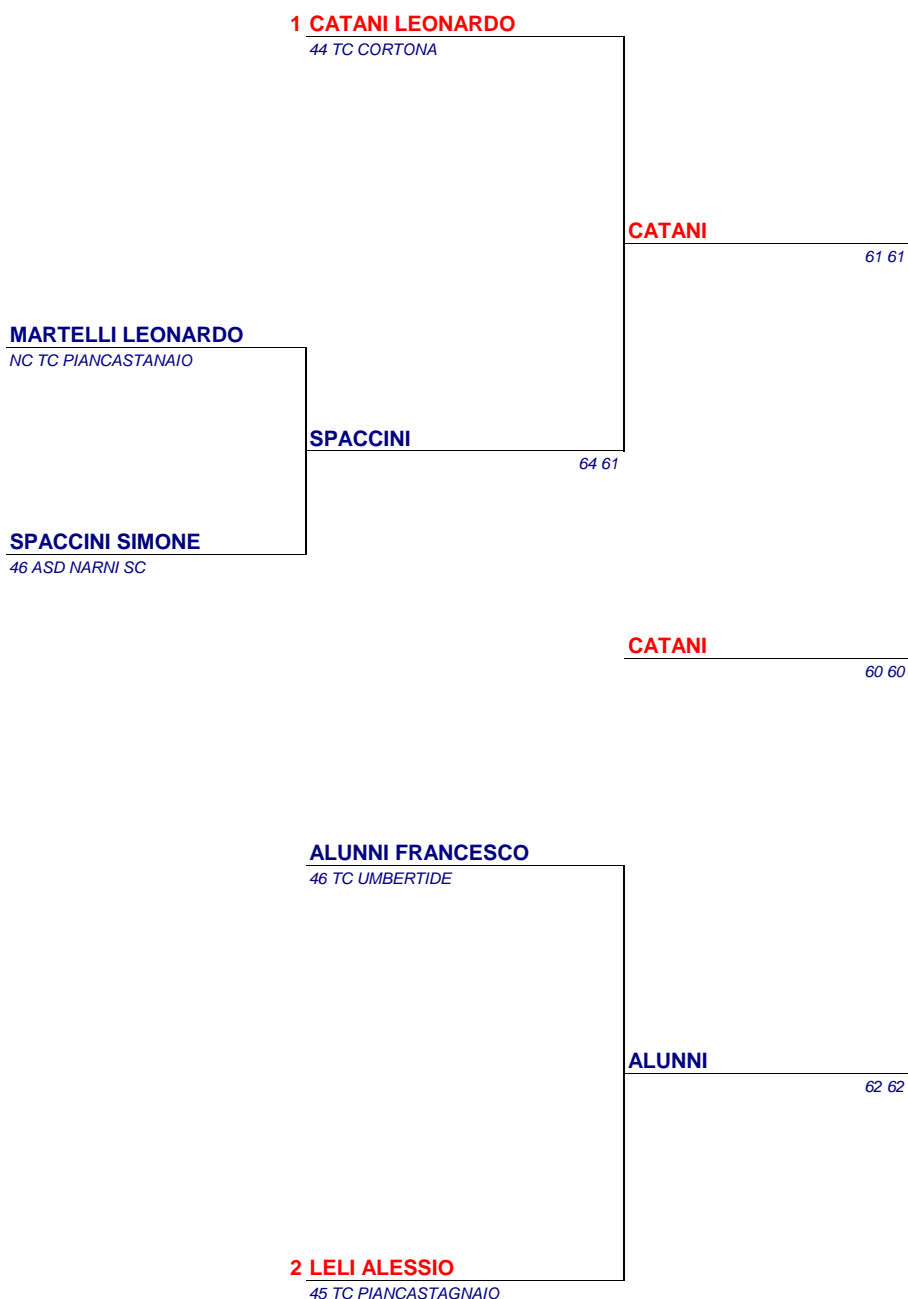 1 CATANI LEONARDO
44 TC CORTONA
CATANI
61 61
MARTELLI LEONARDO
NC TC PIANCASTANAIO
SPACCINI
64 61
SPACCINI SIMONE
46 ASD NARNI SC
CATANI
60 60
ALUNNI FRANCESCO
46 TC UMBERTIDE
ALUNNI
62 62
2 LELI ALESSIO
45 TC PIANCASTAGNAIO